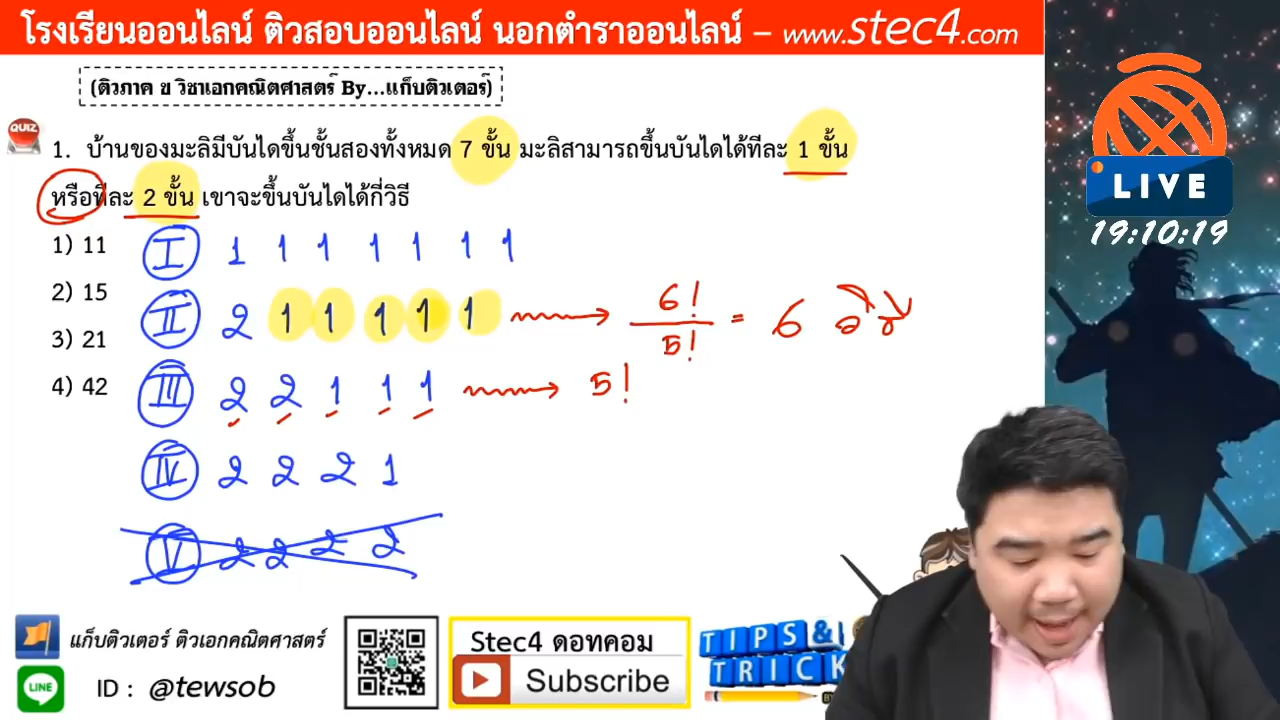 โรงเรียนออนไลน์ ติวสอบออนไลน์ นอกตำราออนไลน์ – www.stec4.com
(ติวภาค ข วิชาเอกคณิตศาสตร์ By...แก็บติวเตอร์)
QUIZ
1. บ้านของมะลิมีบันไดขึ้นชั้นสองทั้งหมด 7 ขั้น มะลิสามารถขึ้นบันไดได้ทีละ 1 ขั้น
หรือทีละ 2 ขั้น เขาจะขึ้นบันไดได้กี่วิธี
LIVE
19:10:19
1) 11
I 1 1 1 1 1 1 1
2) 15
II 2 1 1 1 1 1 → 6!/5! = 6 วิธี
3) 21
III 2 2 1 1 1 → 5!
4) 42
IV 2 2 2 1
V 2 2 2 2
แก็บติวเตอร์ ติวเอกคณิตศาสตร์
LINE ID : @tewsob
Stec4 ดอทคอม
Subscribe
TIPS &
TRICK